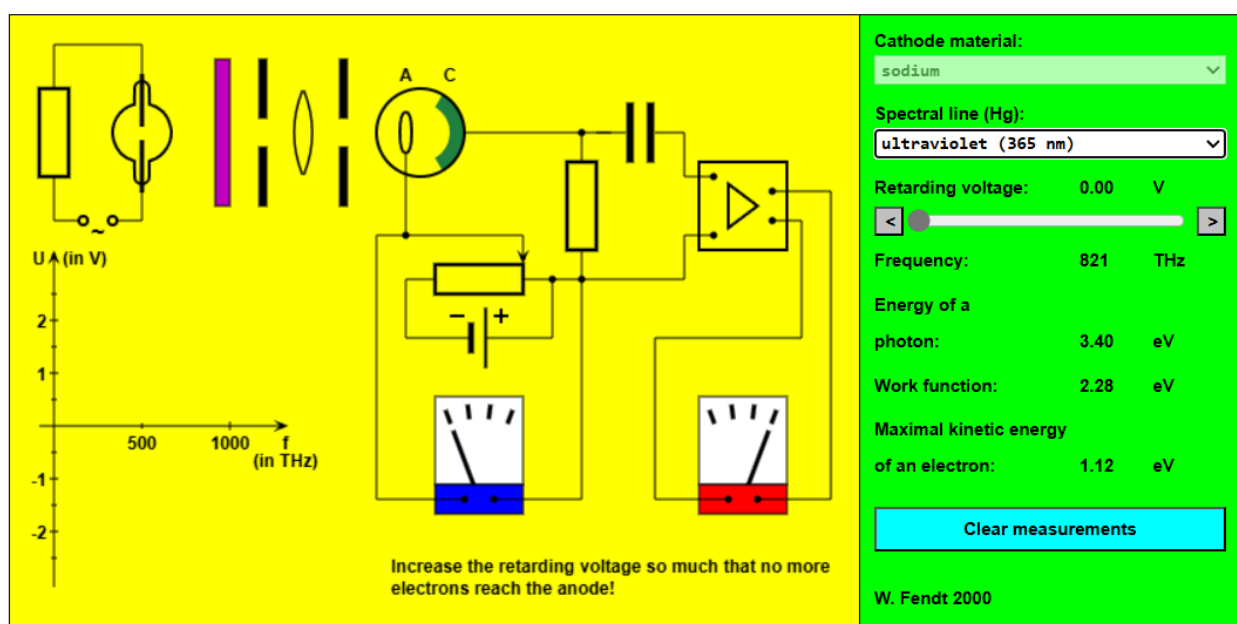 A C
U (in V)
2
1
500 1000 f
(in THz)
-1
-2
~
− +
Increase the retarding voltage so much that no more
electrons reach the anode!
Cathode material:
sodium
Spectral line (Hg):
ultraviolet (365 nm)
Retarding voltage: 0.00 V
< >
Frequency: 821 THz
Energy of a
photon: 3.40 eV
Work function: 2.28 eV
Maximal kinetic energy
of an electron: 1.12 eV
Clear measurements
W. Fendt 2000